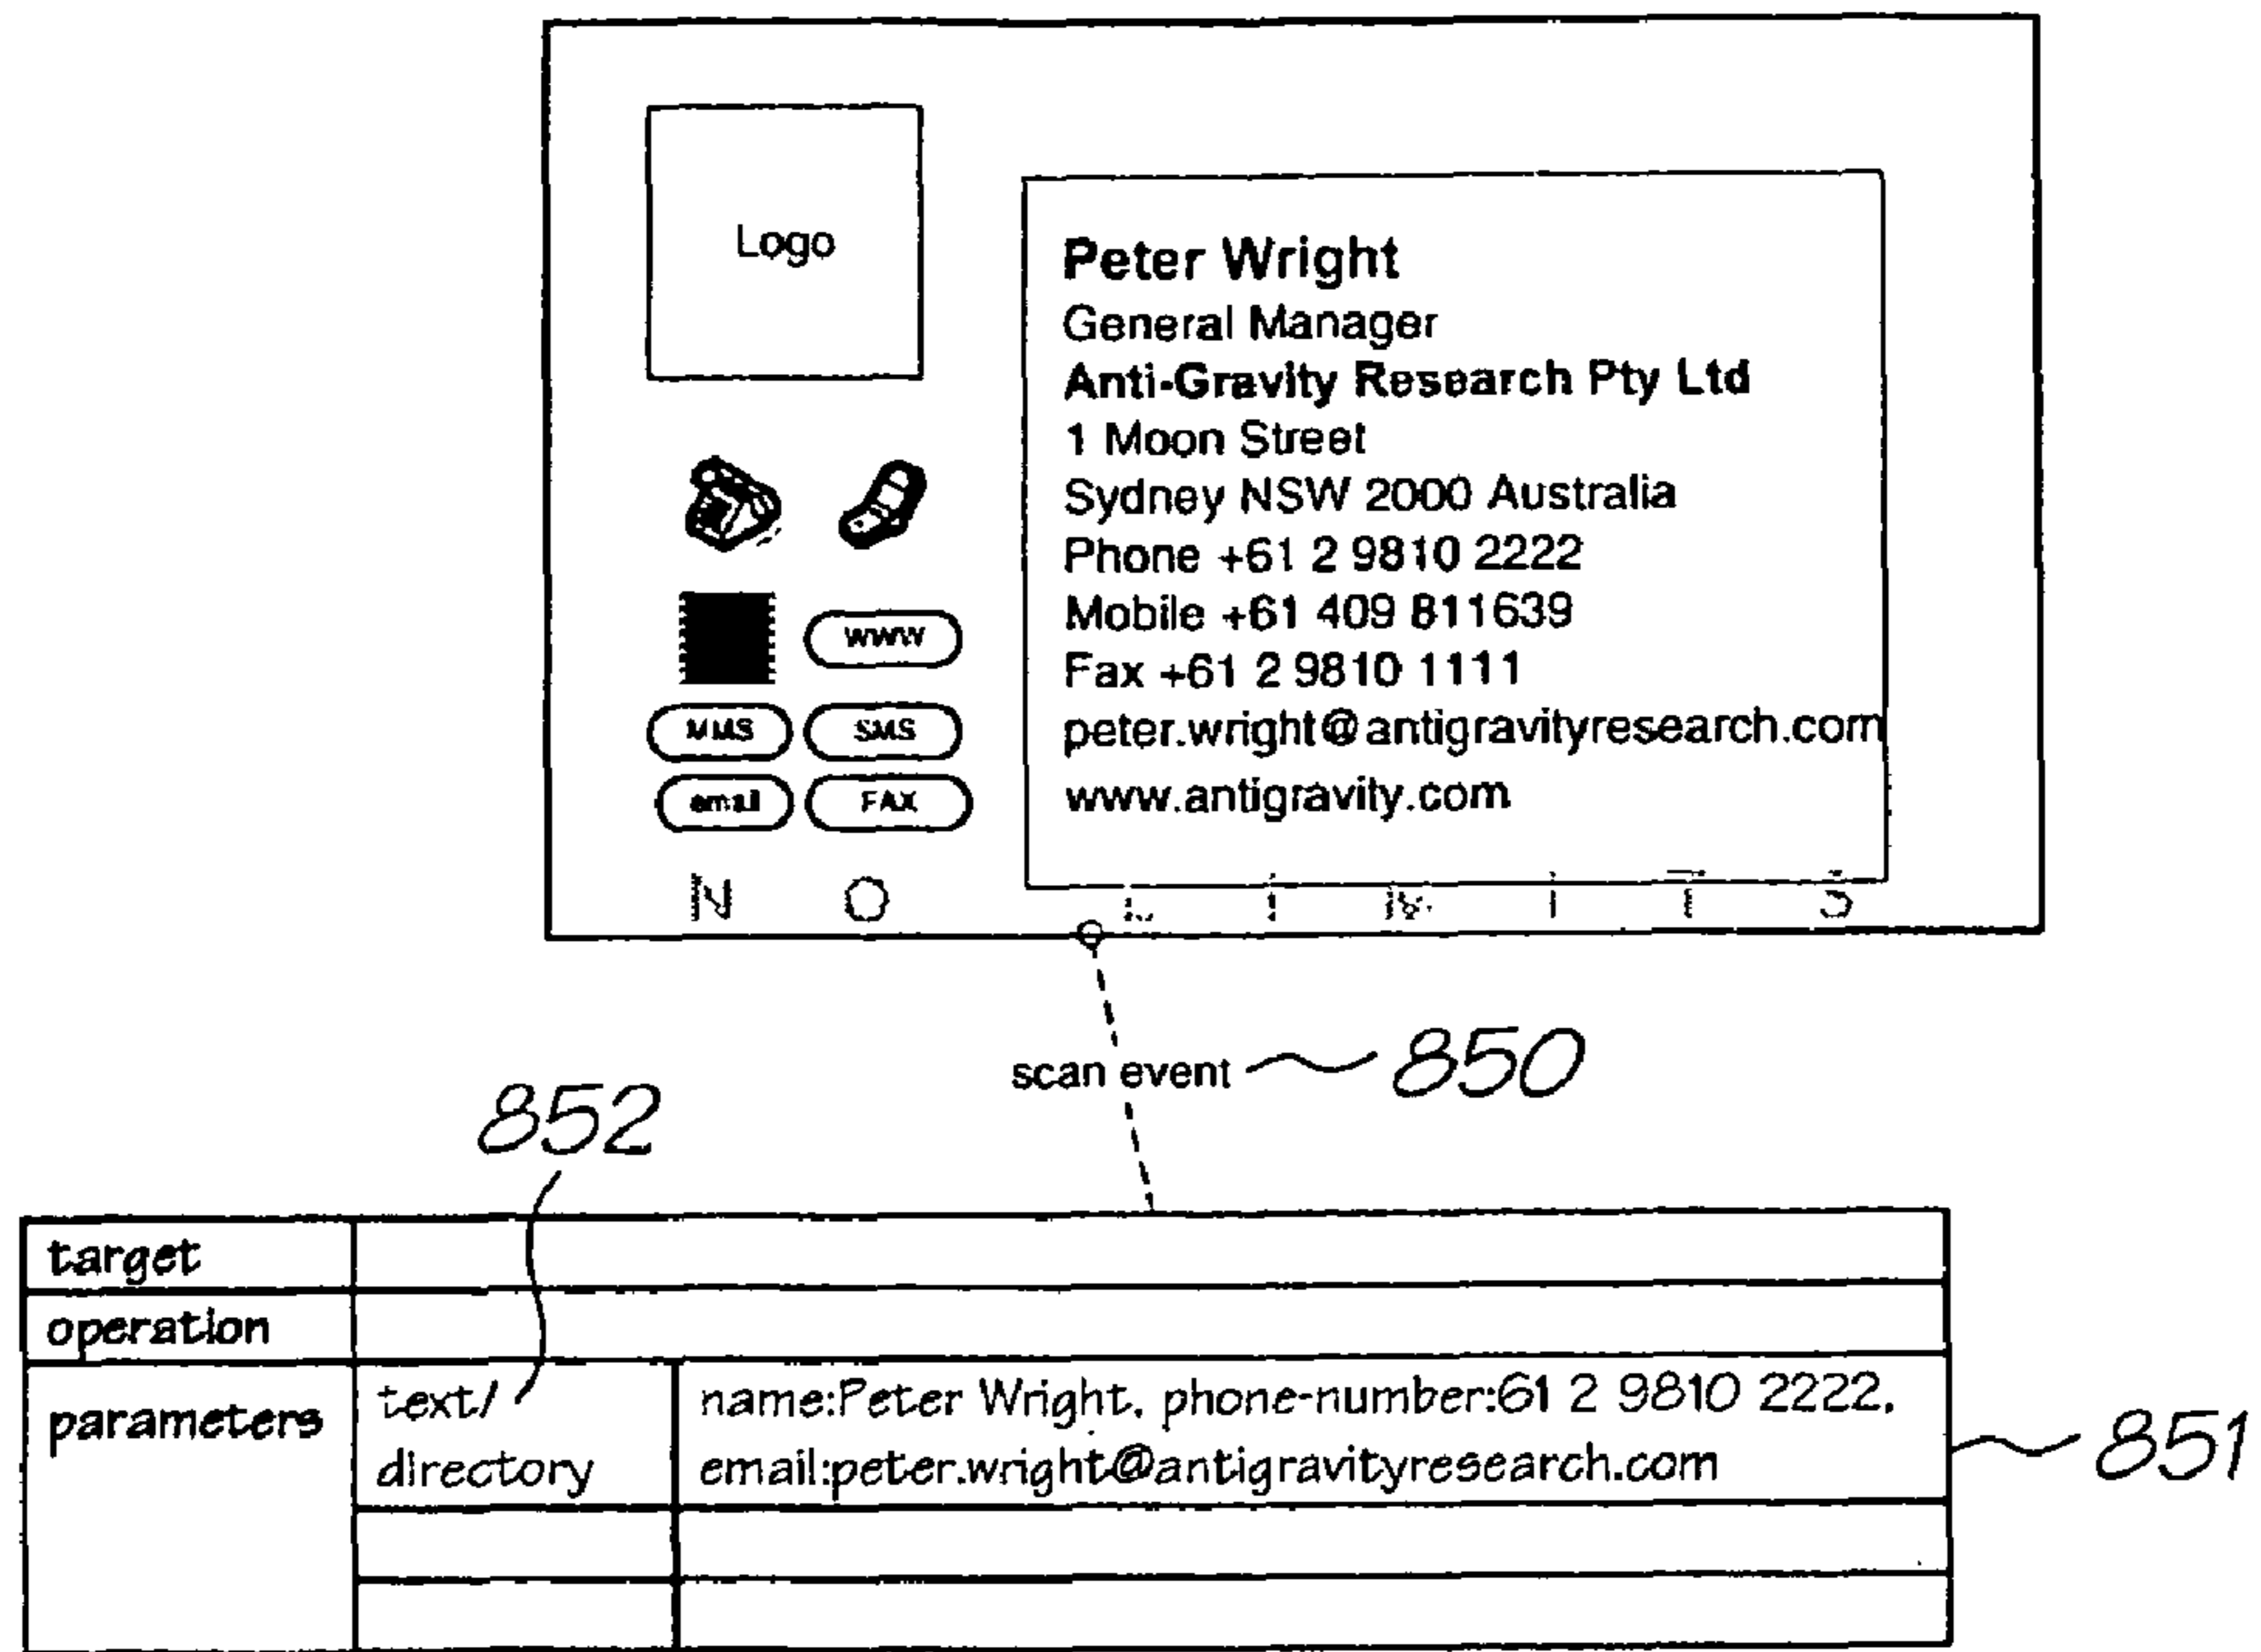 Logo
Peter Wright
General Manager
Anti-Gravity Research Pty Ltd
1 Moon Street
Sydney NSW 2000 Australia
Phone +61 2 9810 2222
Mobile +61 409 811639
Fax +61 2 9810 1111
peter.wright@antigravityresearch.com
www.antigravity.com
WWW
MMS SMS
email FAX
N O
scan event 850
852
target
operation
parameters
text/
directory
name:Peter Wright, phone-number:61 2 9810 2222,
email:peter.wright@antigravityresearch.com
851